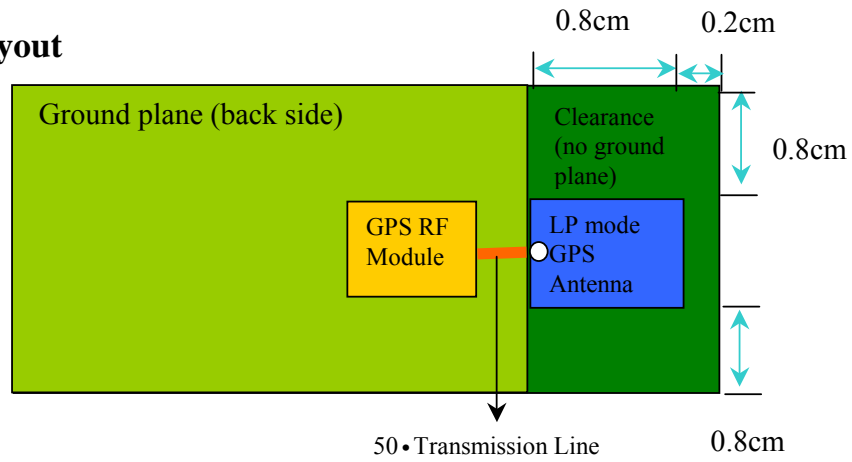 0.8cm
0.2cm
yout
Ground plane (back side)
Clearance
(no ground
plane)
0.8cm
GPS RF
Module
LP mode
GPS
Antenna
50•Transmission Line
0.8cm